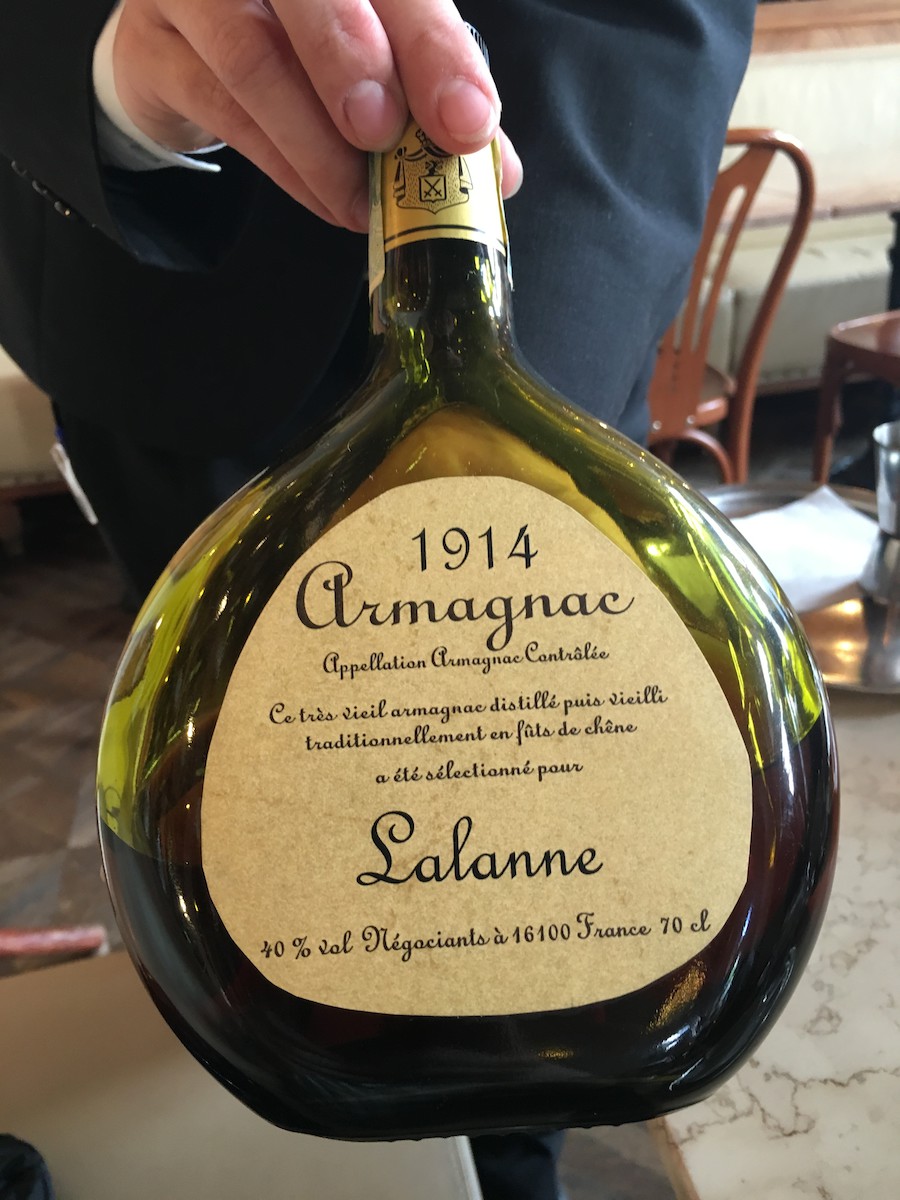 1914
Armagnac
Appellation Armagnac Contrôlée
Ce très vieil armagnac distillé puis vieilli
traditionnellement en fûts de chêne
a été sélectionné pour
Lalanne
40 % vol Négociants à 16100 France 70 cl